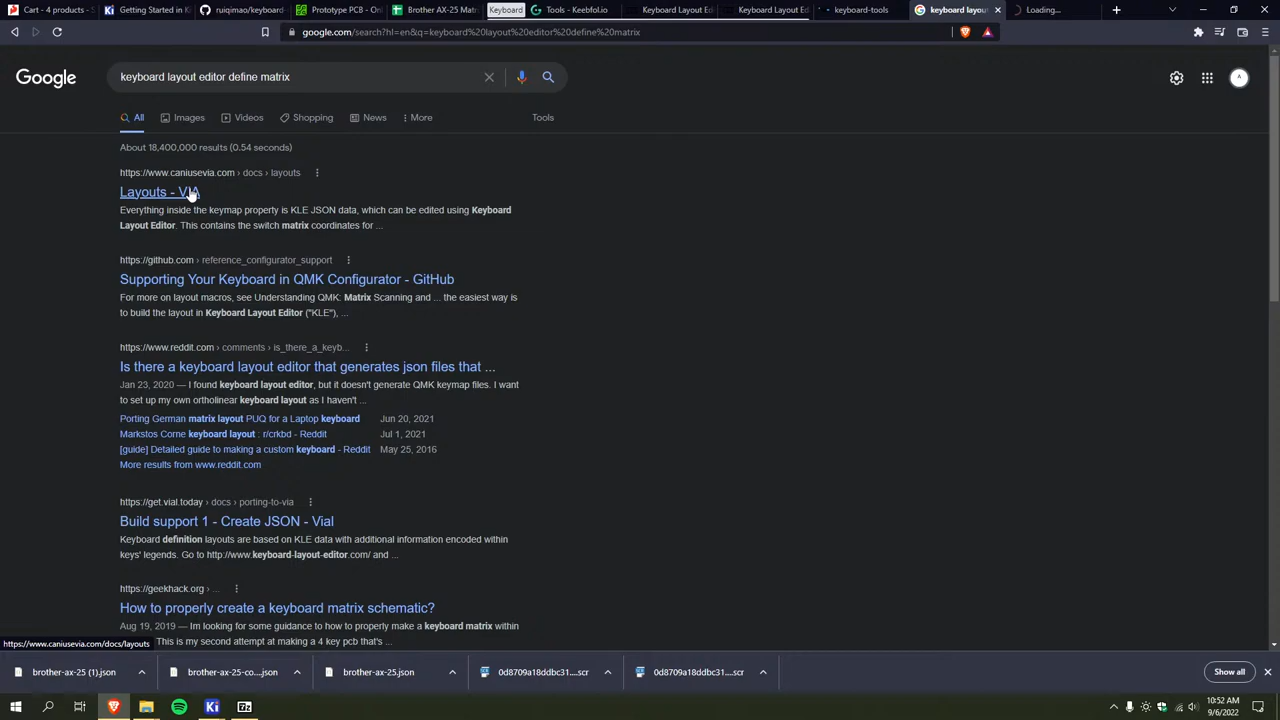 Cart - 4 products - S
Getting Started in K
ruiqimao/keyboard
Prototype PCB - Onl
Brother AX-25 Matri
Keyboard
Tools - Keebfol.io
Keyboard Layout Ed
Keyboard Layout Ed
keyboard-tools
keyboard layou
Loading...
google.com/search?hl=en&q=keyboard%20layout%20editor%20define%20matrix
Google
keyboard layout editor define matrix
All
Images
Videos
Shopping
News
More
Tools
About 18,400,000 results (0.54 seconds)
https://www.caniusevia.com › docs › layouts
Layouts - VIA
Everything inside the keymap property is KLE JSON data, which can be edited using Keyboard
Layout Editor. This contains the switch matrix coordinates for ...
https://github.com › reference_configurator_support
Supporting Your Keyboard in QMK Configurator - GitHub
For more on layout macros, see Understanding QMK: Matrix Scanning and ... the easiest way is
to build the layout in Keyboard Layout Editor ("KLE"), ...
https://www.reddit.com › comments › is_there_a_keyb...
Is there a keyboard layout editor that generates json files that ...
Jan 23, 2020 — I found keyboard layout editor, but it doesn't generate QMK keymap files. I want
to set up my own ortholinear keyboard layout as I haven't ...
Porting German matrix layout PUQ for a Laptop keyboard Jun 20, 2021
Markstos Corne keyboard layout : r/crkbd - Reddit Jul 1, 2021
[guide] Detailed guide to making a custom keyboard - Reddit May 25, 2016
More results from www.reddit.com
https://get.vial.today › docs › porting-to-via
Build support 1 - Create JSON - Vial
Keyboard definition layouts are based on KLE data with additional information encoded within
keys' legends. Go to http://www.keyboard-layout-editor.com/ and ...
https://geekhack.org › ...
How to properly create a keyboard matrix schematic?
Aug 19, 2019 — Im looking for some guidance to how to properly make a keyboard matrix within
This is my second attempt at making a 4 key pcb that's ...
https://www.caniusevia.com/docs/layouts
brother-ax-25 (1).json
brother-ax-25-co....json
brother-ax-25.json
0d8709a18ddbc31....scr
0d8709a18ddbc31....scr
Show all
Ki
7a
10:52 AM
9/6/2022